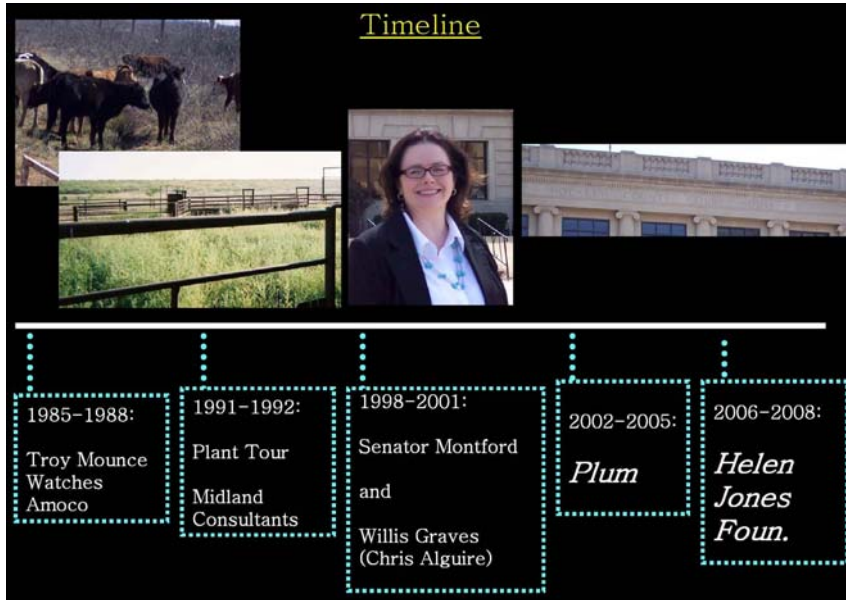 Timeline
1985-1988:
Troy Mounce
Watches
Amoco
1991-1992:
Plant Tour
Midland
Consultants
1998-2001:
Senator Montford
and
Willis Graves
(Chris Alguire)
2002-2005:
Plum
2006-2008:
Helen
Jones
Foun.